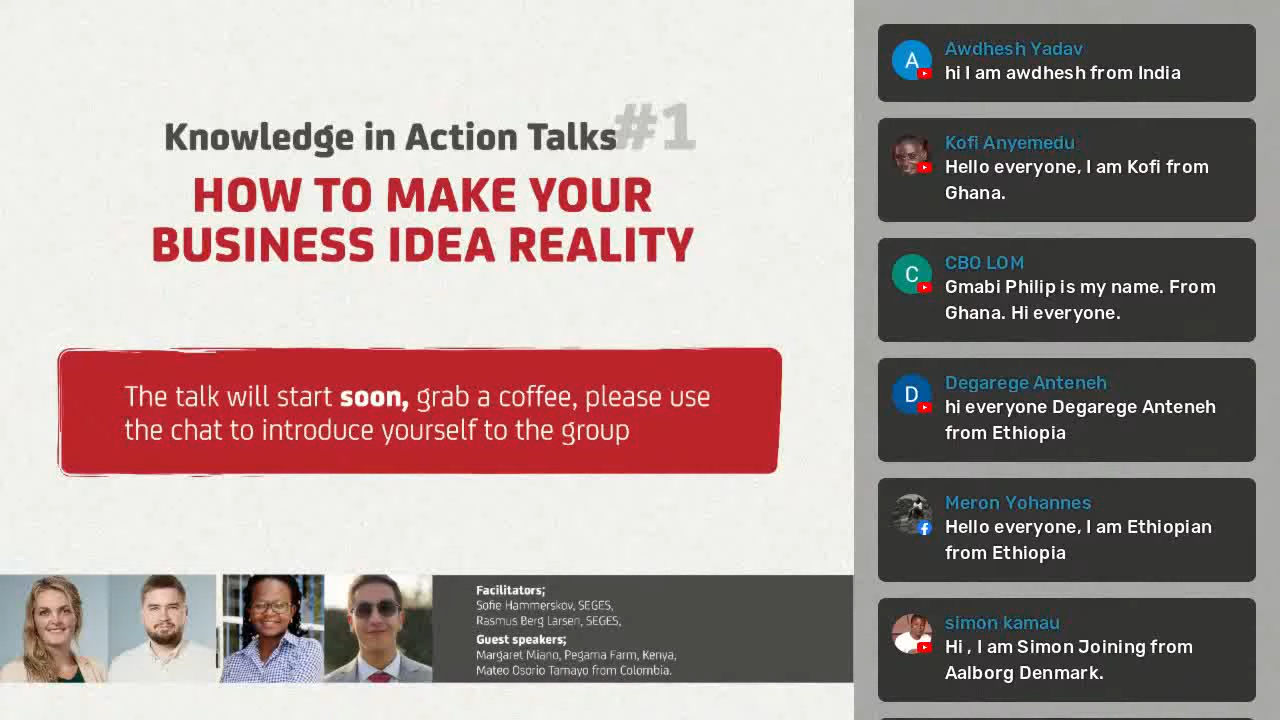 Knowledge in Action Talks #1
HOW TO MAKE YOUR
BUSINESS IDEA REALITY
The talk will start soon, grab a coffee, please use
the chat to introduce yourself to the group
Facilitators;
Sofie Hammerskov, SEGES,
Rasmus Berg Larsen, SEGES,
Guest speakers;
Margaret Miano, Pegama Farm, Kenya,
Mateo Osorio Tamayo from Colombia.
A
Awdhesh Yadav
hi I am awdhesh from India
Kofi Anyemedu
Hello everyone, I am Kofi from
Ghana.
C
CBO LOM
Gmabi Philip is my name. From
Ghana. Hi everyone.
D
Degarege Anteneh
hi everyone Degarege Anteneh
from Ethiopia
Meron Yohannes
Hello everyone, I am Ethiopian
from Ethiopia
simon kamau
Hi , I am Simon Joining from
Aalborg Denmark.